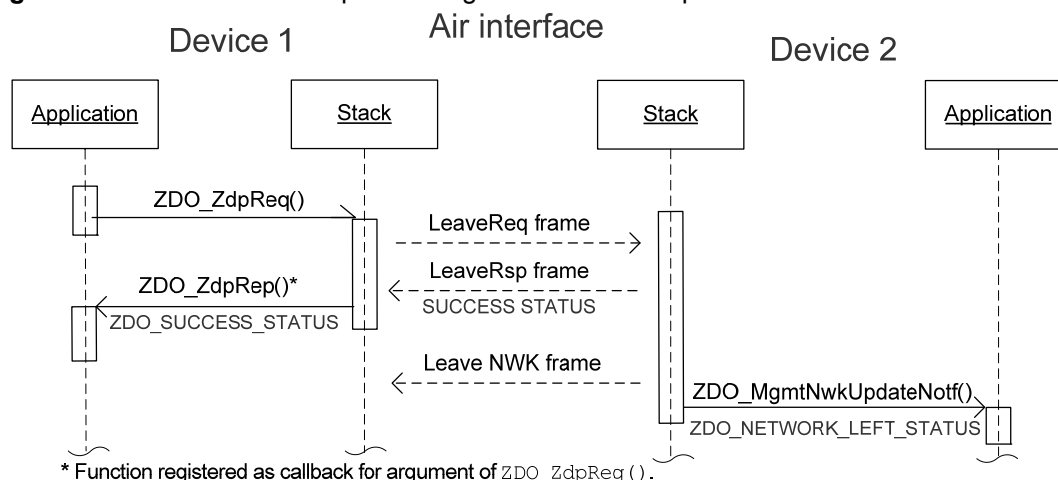 Device 1
Air interface
Device 2
Application
Stack
Stack
Application
ZDO_ZdpReq()
LeaveReq frame
LeaveRsp frame
SUCCESS STATUS
ZDO_ZdpRep()*
ZDO_SUCCESS_STATUS
Leave NWK frame
ZDO_MgmtNwkUpdateNotf()
ZDO_NETWORK_LEFT_STATUS
* Function registered as callback for argument of ZDO_ZdpReq().